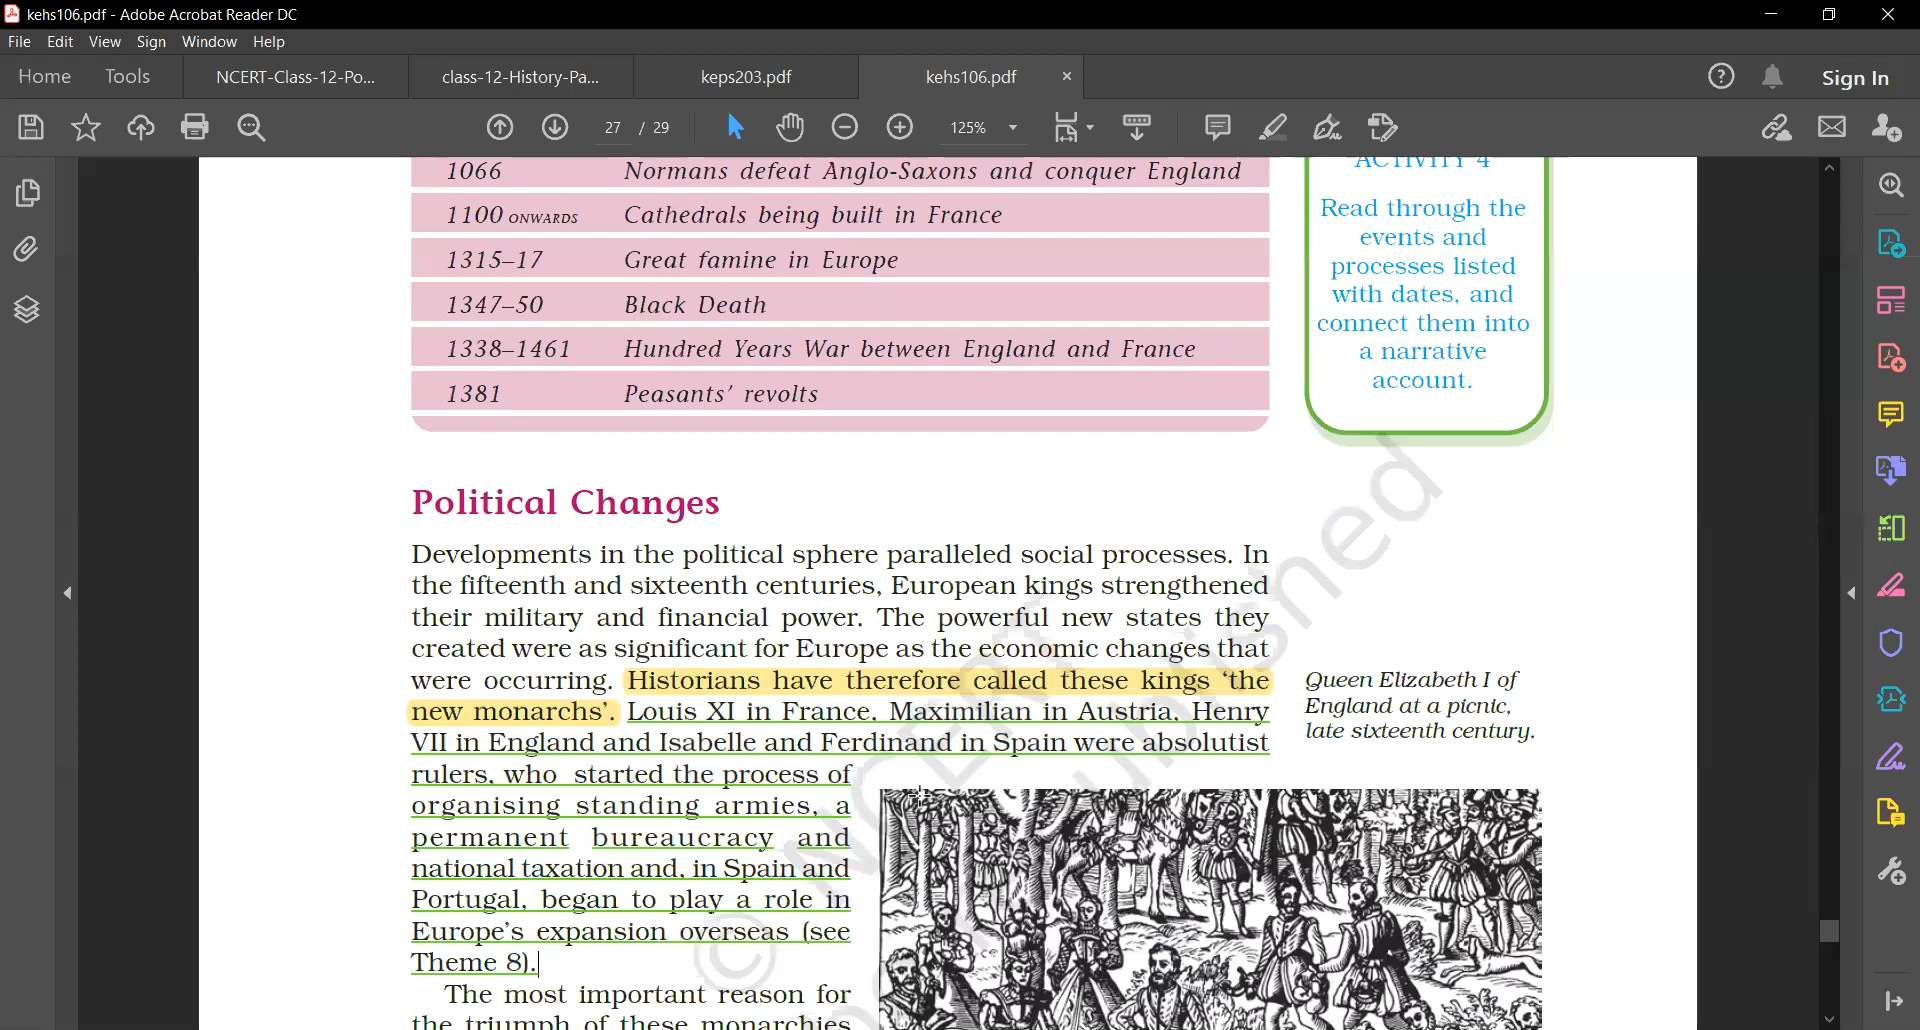 kehs106.pdf - Adobe Acrobat Reader DC
File Edit View Sign Window Help
Home Tools NCERT-Class-12-Po... class-12-History-Pa... keps203.pdf kehs106.pdf × Sign In
27 / 29 125%
1066 Normans defeat Anglo-Saxons and conquer England
1100 ONWARDS Cathedrals being built in France
1315–17 Great famine in Europe
1347–50 Black Death
1338–1461 Hundred Years War between England and France
1381 Peasants’ revolts
ACTIVITY 4
Read through the
events and
processes listed
with dates, and
connect them into
a narrative
account.
Political Changes
Developments in the political sphere paralleled social processes. In
the fifteenth and sixteenth centuries, European kings strengthened
their military and financial power. The powerful new states they
created were as significant for Europe as the economic changes that
were occurring. Historians have therefore called these kings ‘the
new monarchs’. Louis XI in France, Maximilian in Austria, Henry
VII in England and Isabelle and Ferdinand in Spain were absolutist
rulers, who started the process of
organising standing armies, a
permanent bureaucracy and
national taxation and, in Spain and
Portugal, began to play a role in
Europe’s expansion overseas (see
Theme 8).
The most important reason for
the triumph of these monarchies
Queen Elizabeth I of
England at a picnic,
late sixteenth century.
© NCERT
published